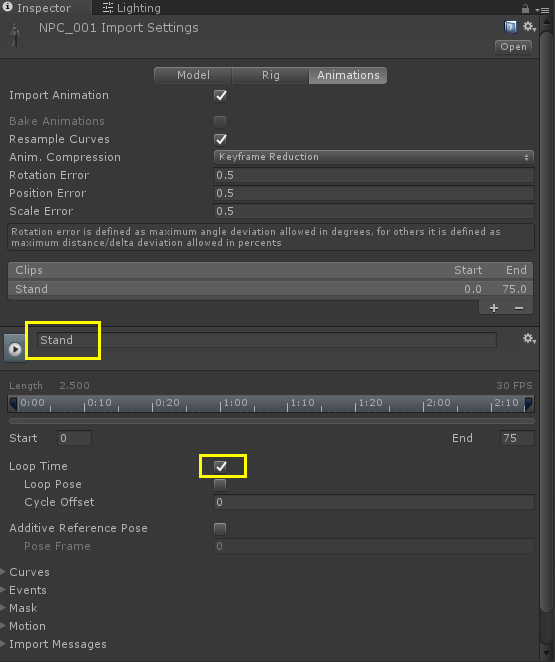 Inspector Lighting
NPC_001 Import Settings
Open
Model Rig Animations
Import Animation
Bake Animations
Resample Curves
Anim. Compression Keyframe Reduction
Rotation Error 0.5
Position Error 0.5
Scale Error 0.5
Rotation error is defined as maximum angle deviation allowed in degrees, for others it is defined as
maximum distance/delta deviation allowed in percents
Clips Start End
Stand 0.0 75.0
+ −
Stand
Length 2.500 30 FPS
0:00 0:10 0:20 1:00 1:10 1:20 2:00 2:10
Start 0 End 75
Loop Time
Loop Pose
Cycle Offset 0
Additive Reference Pose
Pose Frame 0
Curves
Events
Mask
Motion
Import Messages